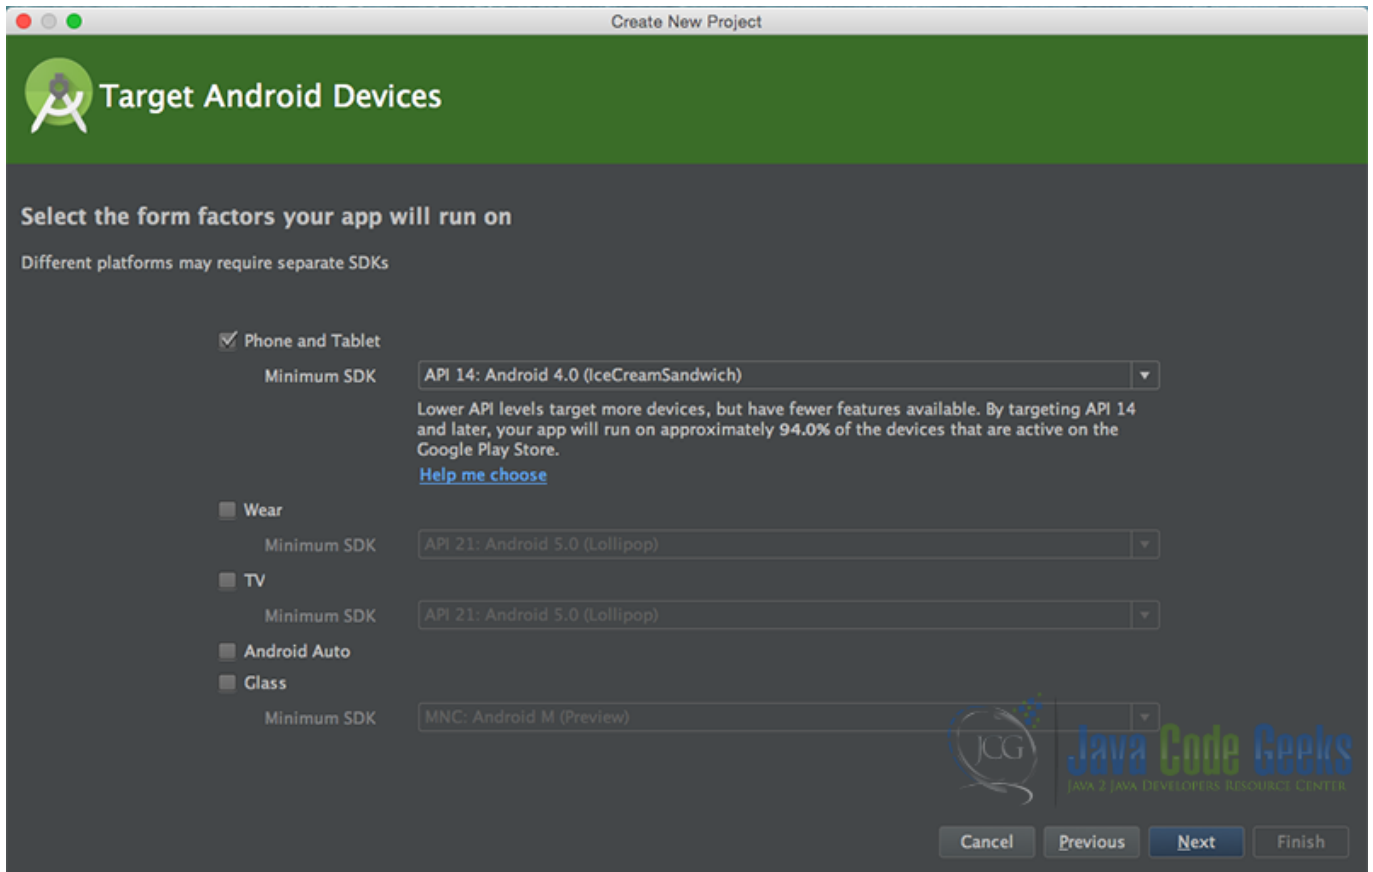 Create New Project
Target Android Devices
Select the form factors your app will run on
Different platforms may require separate SDKs
Phone and Tablet
Minimum SDK API 14: Android 4.0 (IceCreamSandwich)
Lower API levels target more devices, but have fewer features available. By targeting API 14
and later, your app will run on approximately 94.0% of the devices that are active on the
Google Play Store.
Help me choose
Wear
Minimum SDK API 21: Android 5.0 (Lollipop)
TV
Minimum SDK API 21: Android 5.0 (Lollipop)
Android Auto
Glass
Minimum SDK MNC: Android M (Preview)
JCG Java Code Geeks
JAVA 2 JAVA DEVELOPERS RESOURCE CENTER
Cancel Previous Next Finish